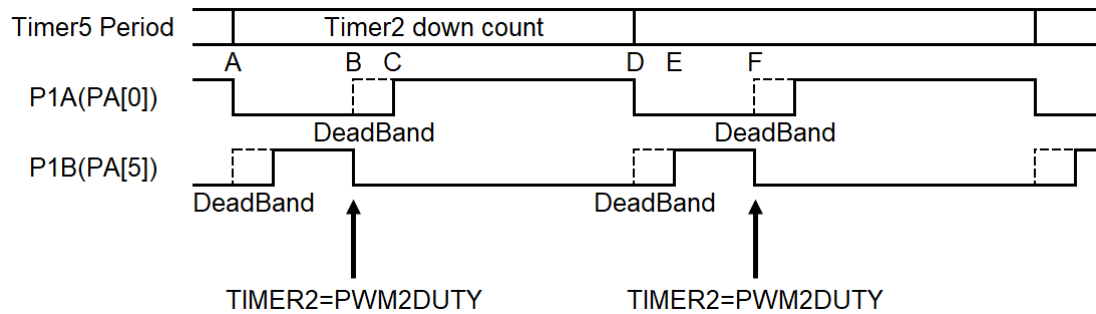 Timer5 Period Timer2 down count
A B C D E F
P1A(PA[0])
DeadBand DeadBand
P1B(PA[5])
DeadBand DeadBand
TIMER2=PWM2DUTY TIMER2=PWM2DUTY